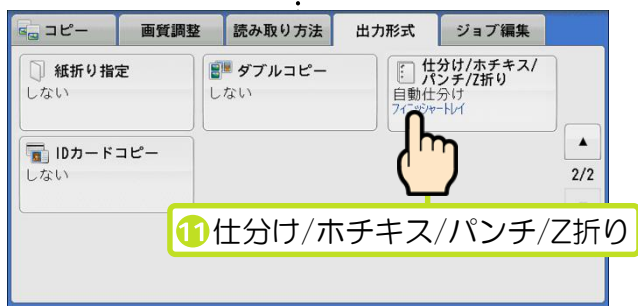 コピー 画質調整 読み取り方法 出力形式 ジョブ編集
紙折り指定
しない
ダブルコピー
しない
仕分け/ホチキス/
パンチ/Z折り
自動仕分け
フィニッシャートレイ
IDカードコピー
しない
▲
2/2
⑪仕分け/ホチキス/パンチ/Z折り